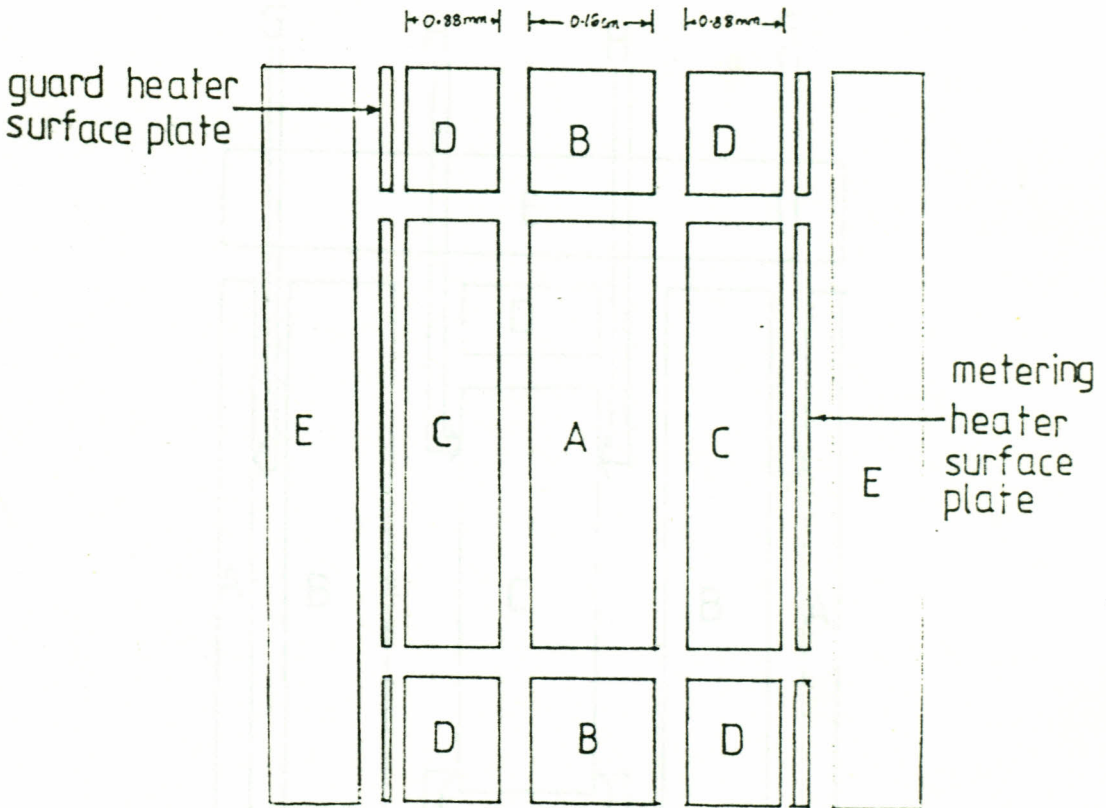 0.88mm 0.16cm 0.88mm
guard heater
surface plate
D B D
E C A C E
metering
heater
surface
plate
D B D